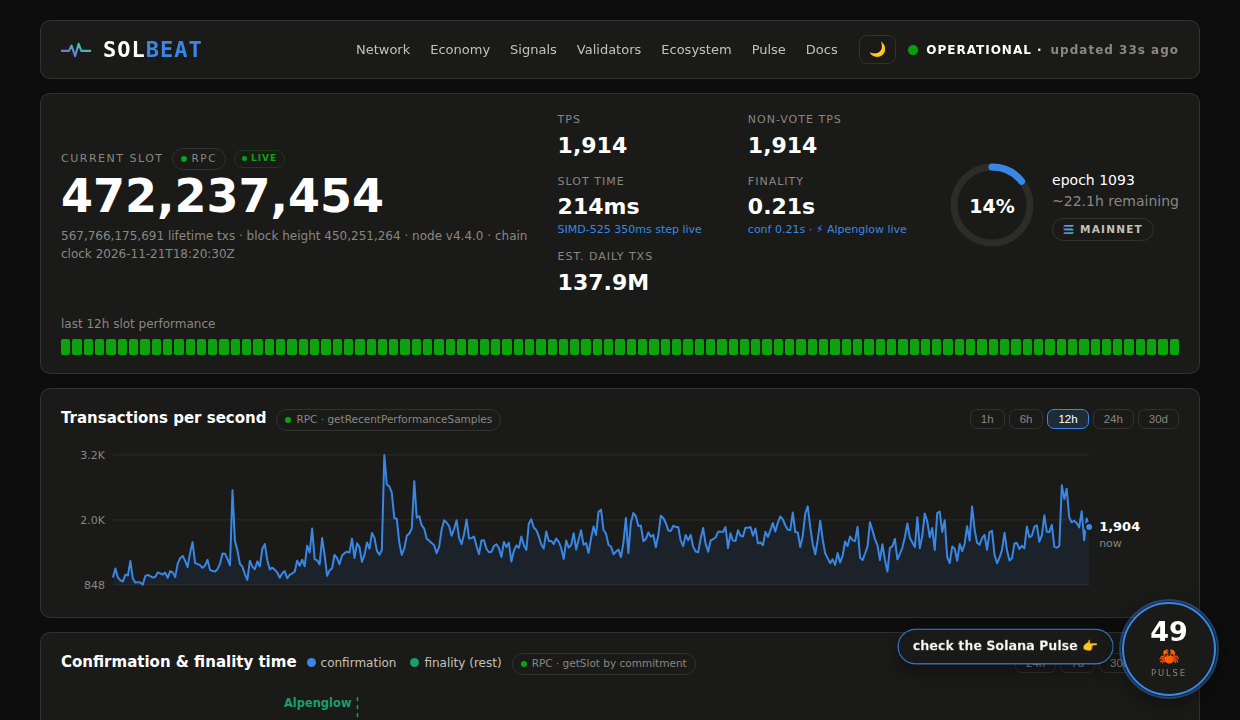 SOLBEAT
Network Economy Signals Validators Ecosystem Pulse Docs
OPERATIONAL · updated 33s ago
CURRENT SLOT RPC LIVE
472,237,454
567,766,175,691 lifetime txs · block height 450,251,264 · node v4.4.0 · chain
clock 2026-11-21T18:20:30Z
TPS
1,914
NON-VOTE TPS
1,914
SLOT TIME
214ms
SIMD-525 350ms step live
FINALITY
0.21s
conf 0.21s · ⚡ Alpenglow live
EST. DAILY TXS
137.9M
14%
epoch 1093
~22.1h remaining
MAINNET
last 12h slot performance
Transactions per second RPC · getRecentPerformanceSamples
1h 6h 12h 24h 30d
3.2K
2.0K
848
1,904
now
Confirmation & finality time confirmation finality (rest) RPC · getSlot by commitment
24h 7d 30
Alpenglow
check the Solana Pulse 👉
49
PULSE